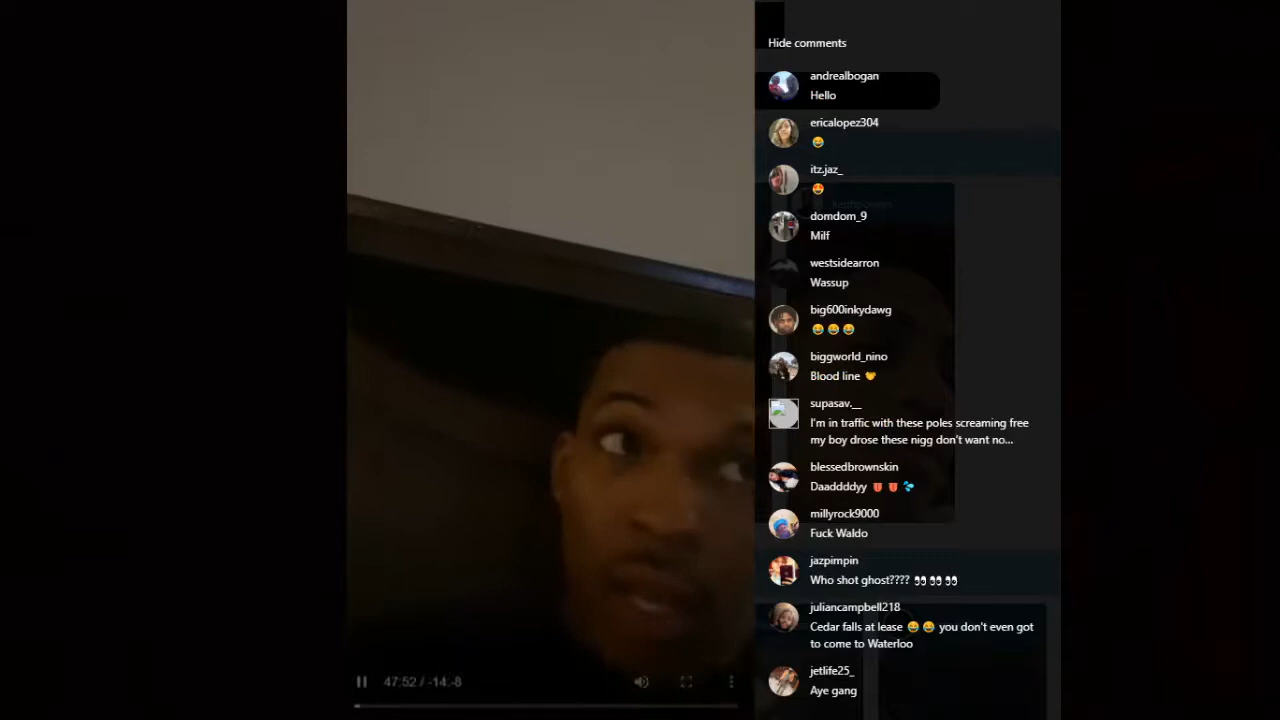 Hide comments
andrealbogan
Hello
ericalopez304
😂
itz.jaz_
🤩
domdom_9
Milf
westsidearron
Wassup
big600inkydawg
😂 😂 😂
biggworld_nino
Blood line 🤝
supasav.__
I'm in traffic with these poles screaming free
my boy drose these nigg don't want no...
blessedbrownskin
Daaddddyy 👅 👅 💦
millyrock9000
Fuck Waldo
jazpimpin
Who shot ghost???? 👀 👀 👀
juliancampbell218
Cedar falls at lease 😂 😂 you don't even got
to come to Waterloo
jetlife25_
Aye gang
47:52 / -14:-8